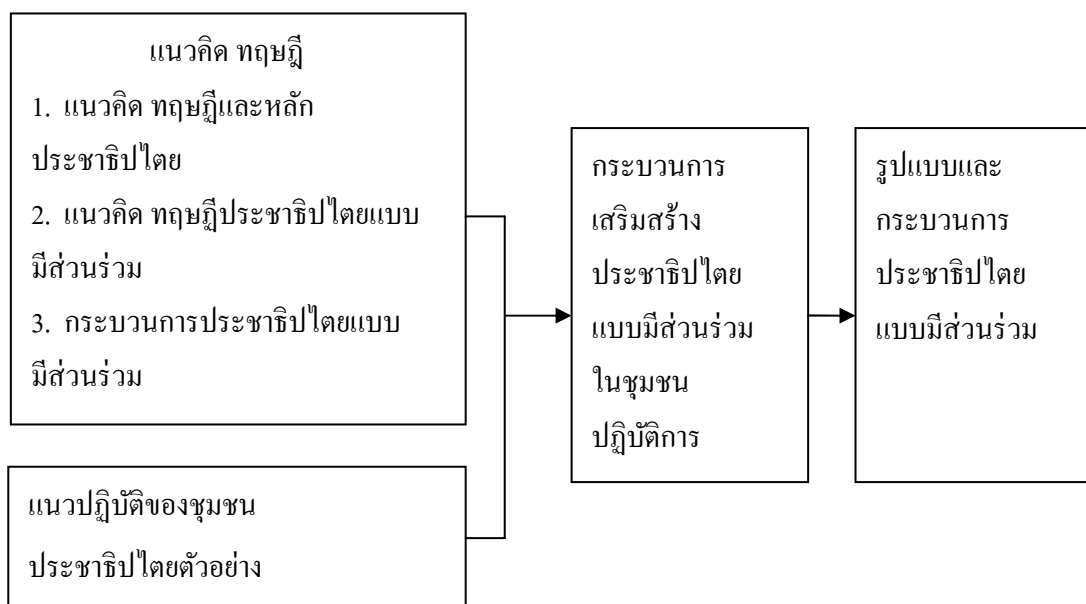 แนวคิด ทฤษฎี
1. แนวคิด ทฤษฎีและหลัก
ประชาธิปไตย
2. แนวคิด ทฤษฎีประชาธิปไตยแบบ
มีส่วนร่วม
3. กระบวนการประชาธิปไตยแบบ
มีส่วนร่วม
แนวปฏิบัติของชุมชน
ประชาธิปไตยตัวอย่าง
กระบวนการ
เสริมสร้าง
ประชาธิปไตย
แบบมีส่วนร่วม
ในชุมชน
ปฏิบัติการ
รูปแบบและ
กระบวนการ
ประชาธิปไตย
แบบมีส่วนร่วม